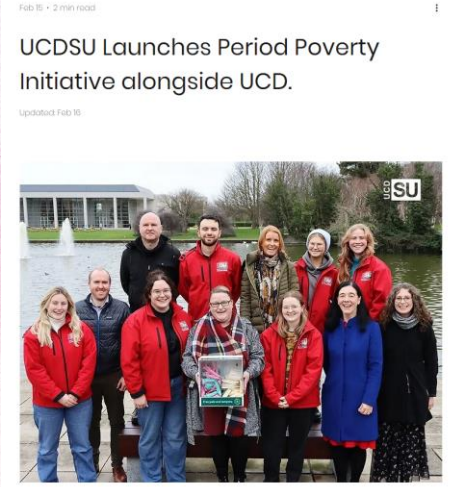 Feb 15 • 2 min read
UCDSU Launches Period Poverty
Initiative alongside UCD.
Updated: Feb 16
UCD SU